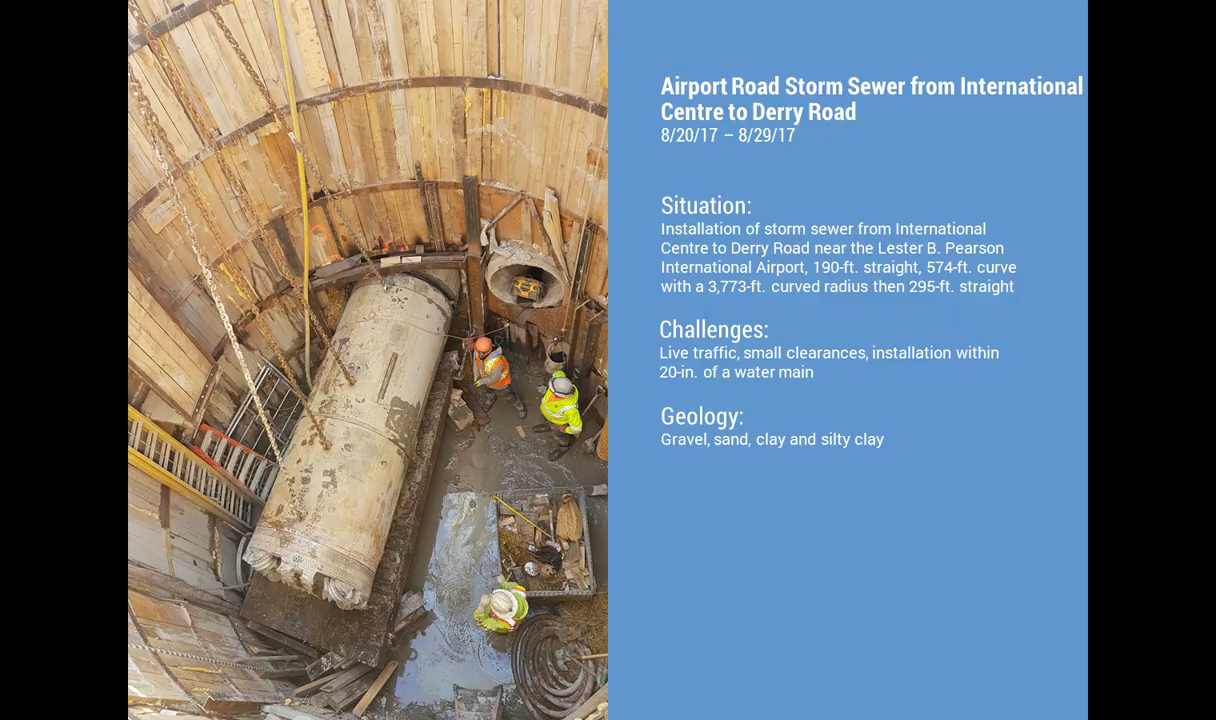 Airport Road Storm Sewer from International
Centre to Derry Road
8/20/17 – 8/29/17
Situation:
Installation of storm sewer from International
Centre to Derry Road near the Lester B. Pearson
International Airport, 190-ft. straight, 574-ft. curve
with a 3,773-ft. curved radius then 295-ft. straight
Challenges:
Live traffic, small clearances, installation within
20-in. of a water main
Geology:
Gravel, sand, clay and silty clay